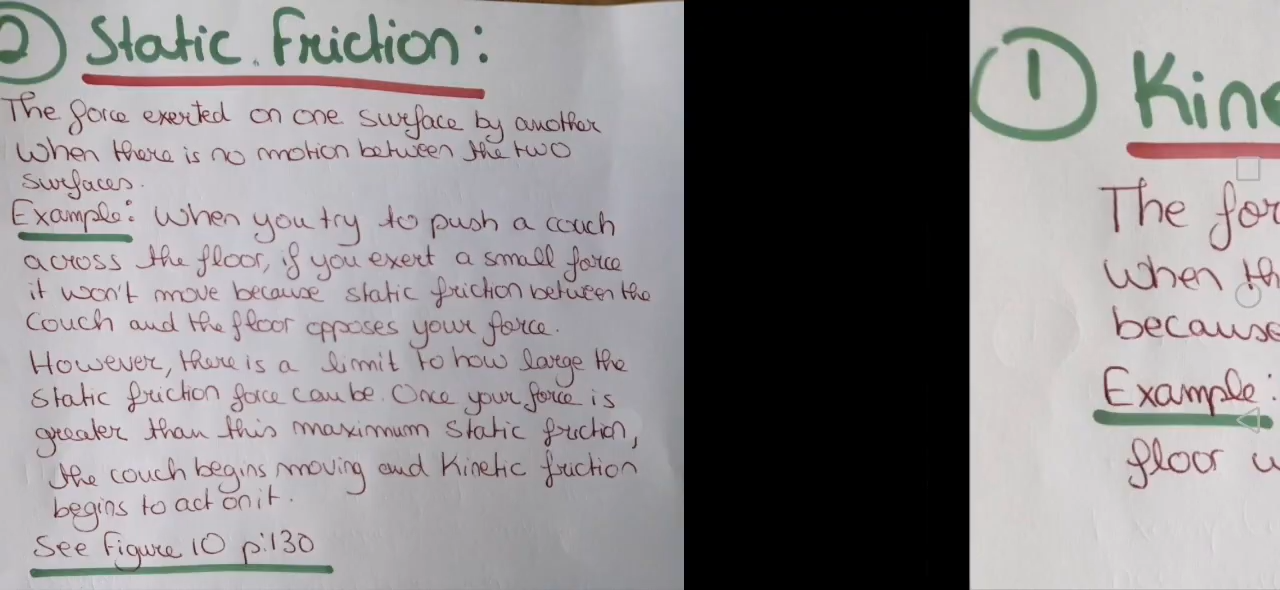 2 Static Friction:
The force exerted on one surface by another
when there is no motion between the two
surfaces.
Example: When you try to push a couch
across the floor, if you exert a small force
it won't move because static friction between the
couch and the floor opposes your force.
However, there is a limit to how large the
static friction force can be. Once your force is
greater than this maximum static friction,
the couch begins moving and Kinetic friction
begins to act on it.
See Figure 10 p:130
1 Kine
The for
When th
because
Example:
floor w